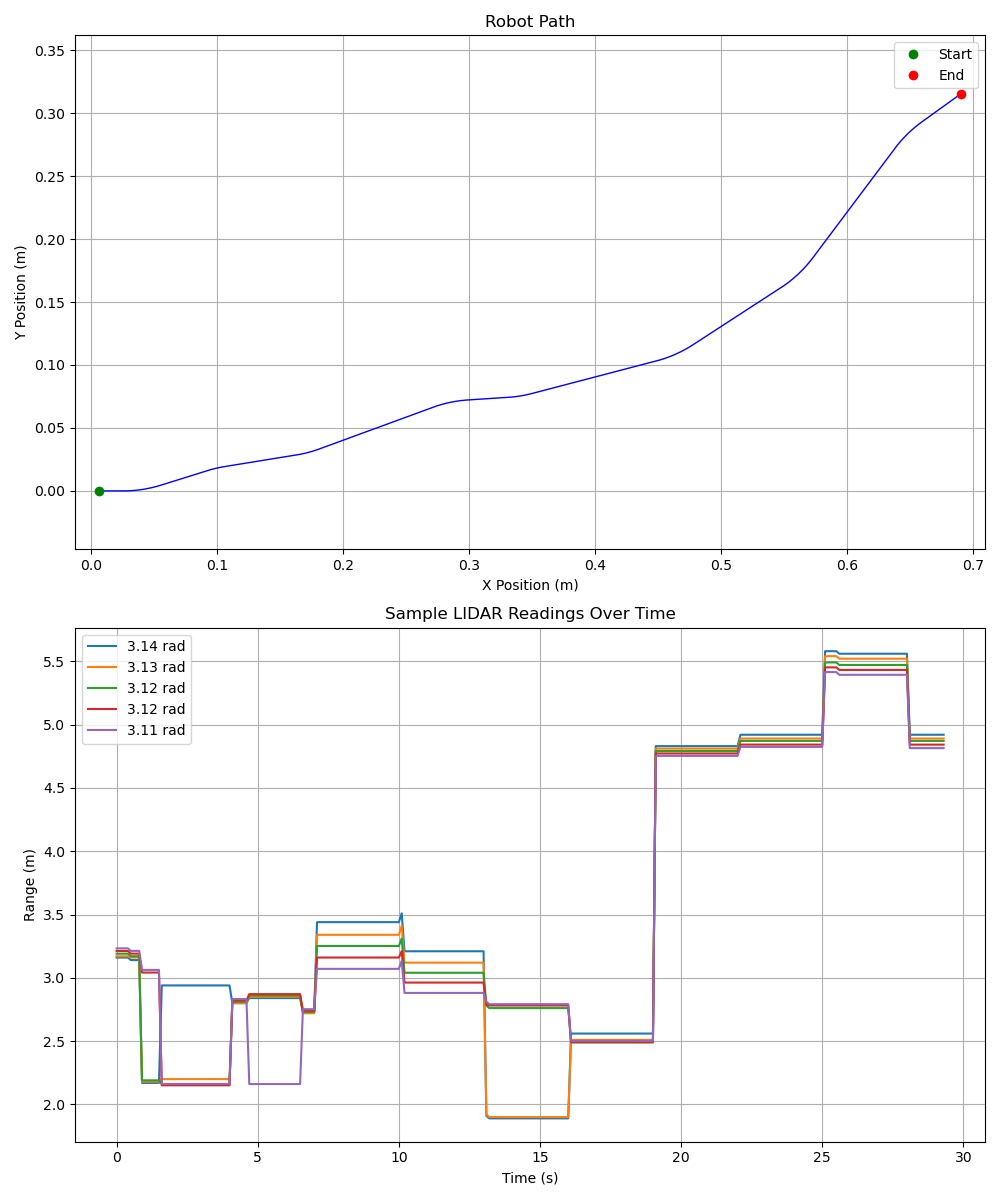 Robot Path
0.35
0.30
0.25
0.20
0.15
0.10
0.05
0.00
Y Position (m)
Start
End
0.0 0.1 0.2 0.3 0.4 0.5 0.6 0.7
X Position (m)
Sample LIDAR Readings Over Time
3.14 rad
3.13 rad
3.12 rad
3.12 rad
3.11 rad
5.5
5.0
4.5
4.0
3.5
3.0
2.5
2.0
Range (m)
0 5 10 15 20 25 30
Time (s)